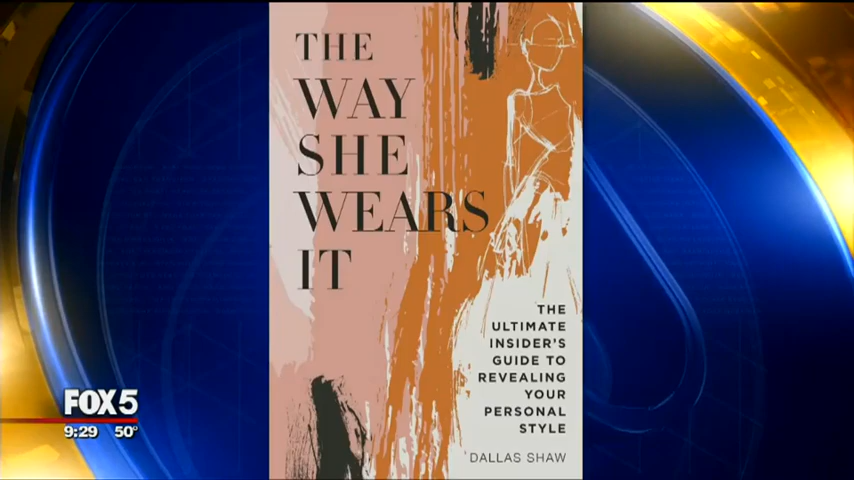 THE
WAY
SHE
WEARS
IT
THE
ULTIMATE
INSIDER'S
GUIDE TO
REVEALING
YOUR
PERSONAL
STYLE
DALLAS SHAW
FOX5
9:29 50°